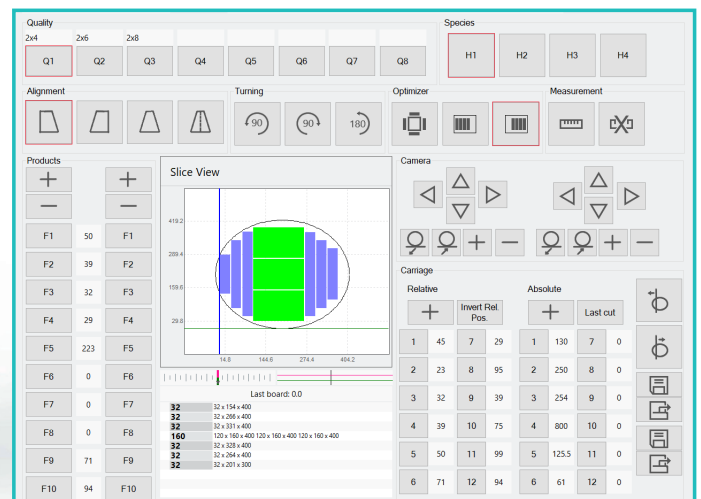 Quality
Species
2x4 2x6 2x8
Q1 Q2 Q3 Q4 Q5 Q6 Q7 Q8
H1 H2 H3 H4
Alignment
Turning
Optimizer
Measurement
90 90 180
Products
F1 50 F1
F2 39 F2
F3 32 F3
F4 29 F4
F5 223 F5
F6 0 F6
F7 0 F7
F8 0 F8
F9 71 F9
F10 94 F10
Slice View
419.2
289.4
159.6
29.8
14.8 144.6 274.4 404.2
Last board: 0.0
32 32 x 154 x 400
32 32 x 266 x 400
32 32 x 331 x 400
160 120 x 160 x 400 120 x 160 x 400 120 x 160 x 400
32 32 x 328 x 400
32 32 x 264 x 400
32 32 x 201 x 300
Camera
Carriage
Relative
Absolute
Invert Rel.
Pos.
Last cut
1 45 7 29 1 130 7 0
2 23 8 95 2 250 8 0
3 32 9 39 3 254 9 0
4 39 10 75 4 800 10 0
5 50 11 99 5 125.5 11 0
6 71 12 94 6 61 12 0